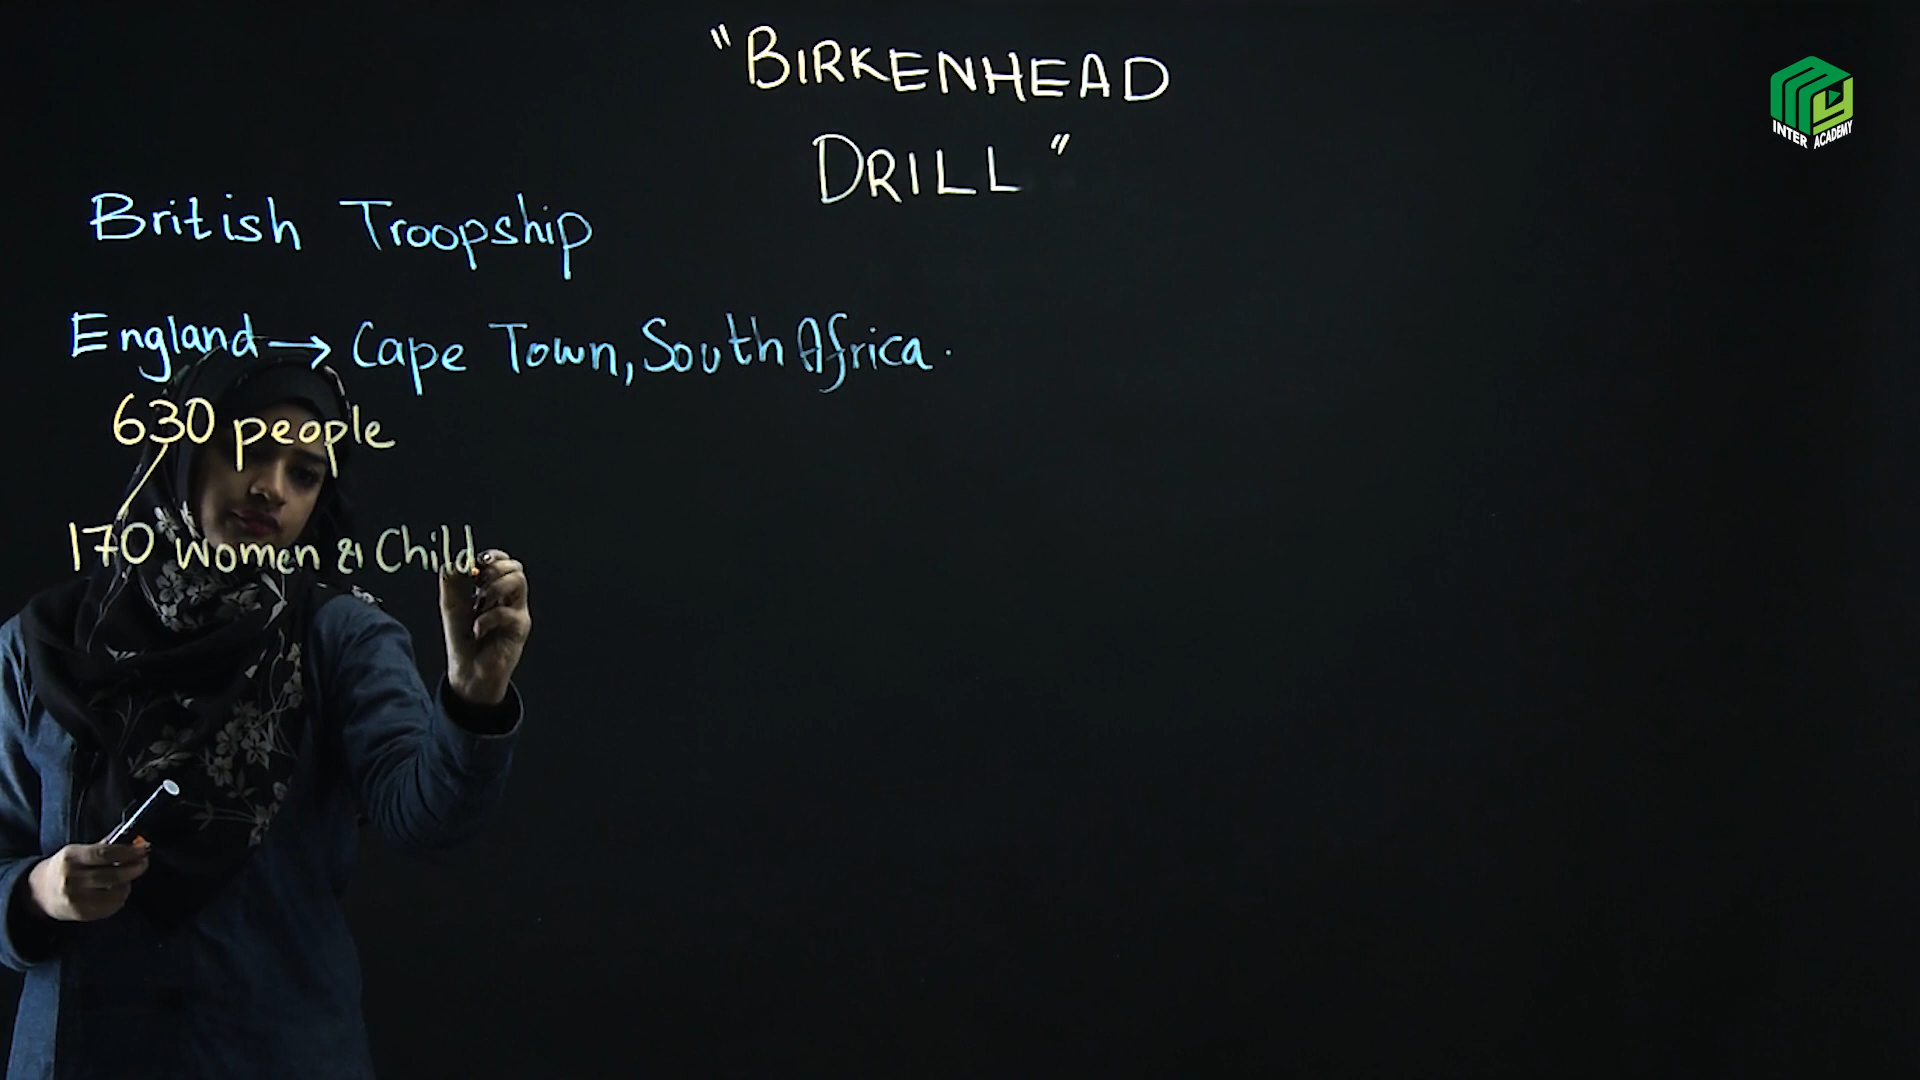 "BIRKENHEAD
DRILL"
British Troopship
England → Cape Town, South Africa.
630 people
170 women & Child
INTER ACADEMY